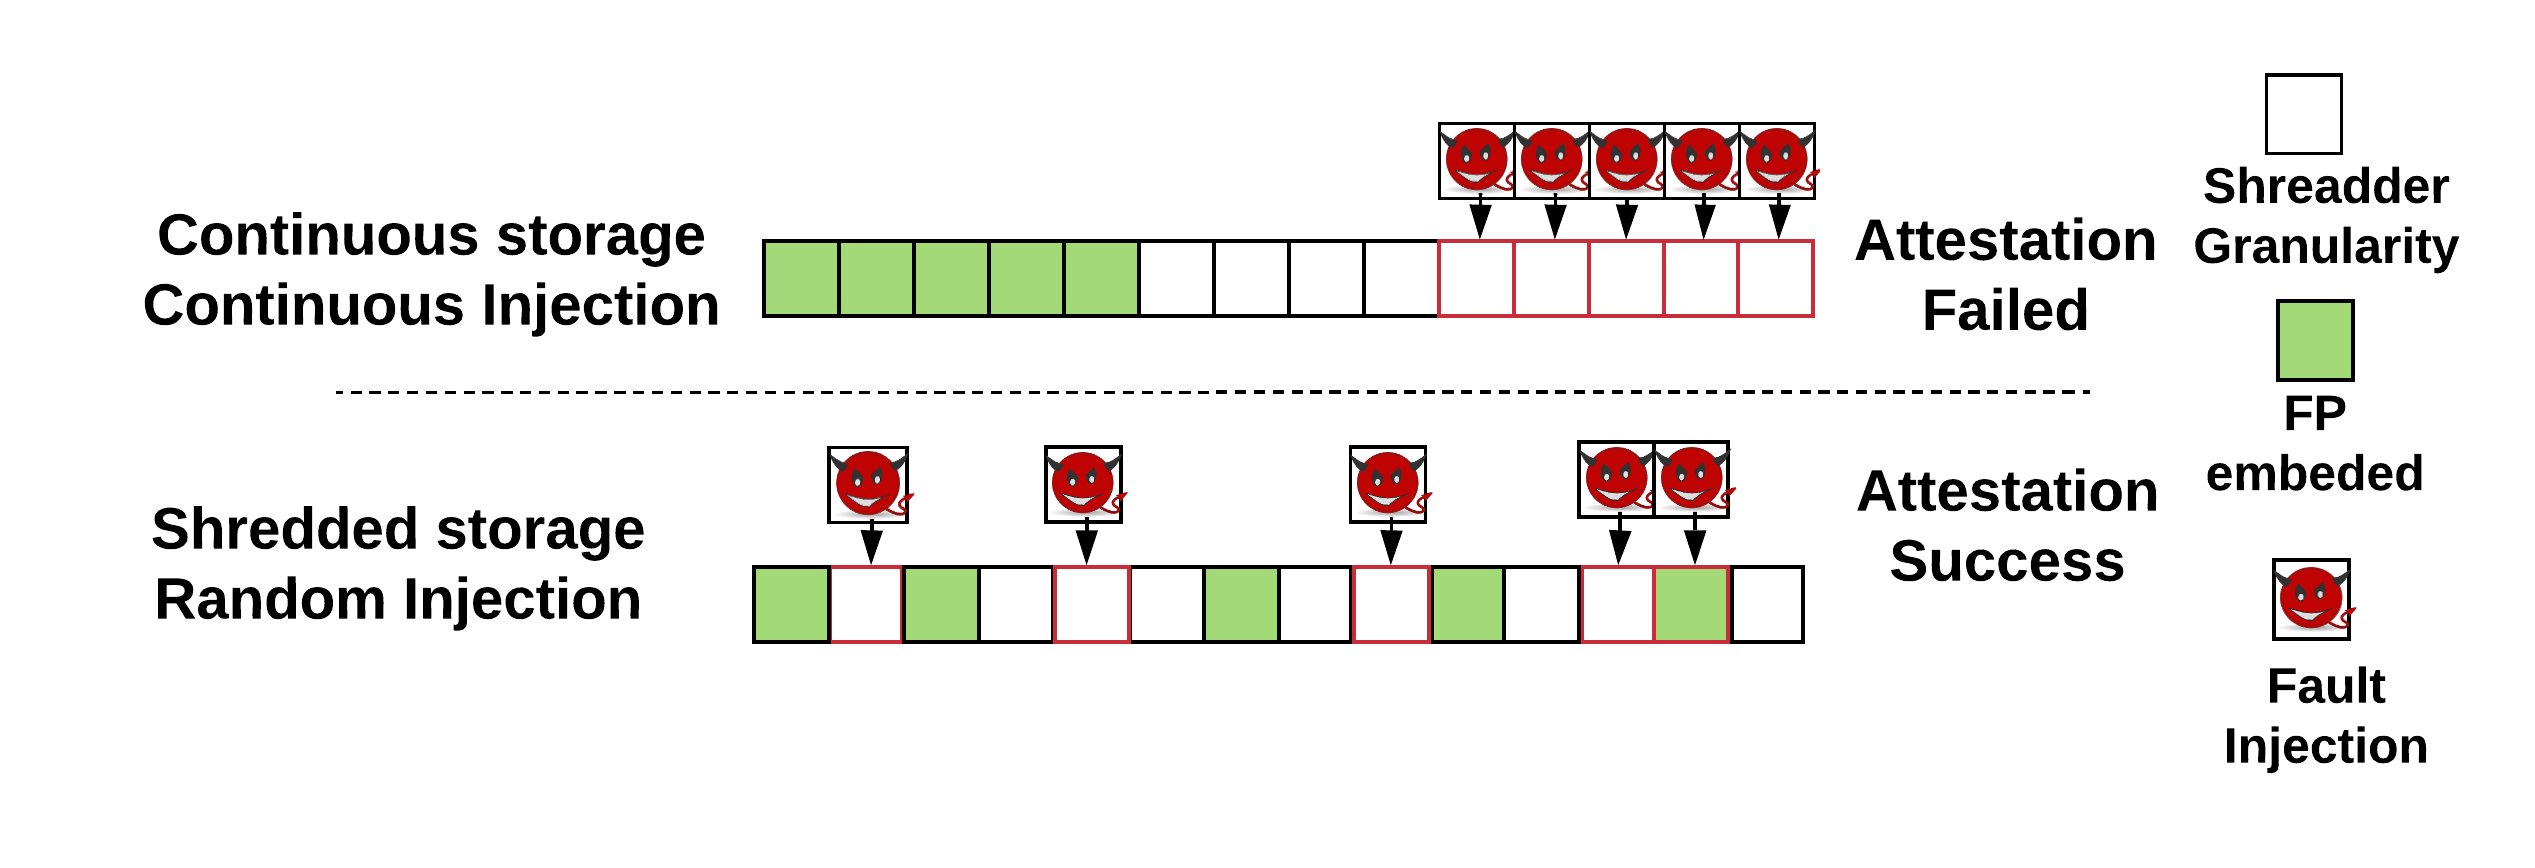 Continuous storage
Continuous Injection
Attestation
Failed
Shredded storage
Random Injection
Attestation
Success
Shreadder
Granularity
FP
embeded
Fault
Injection